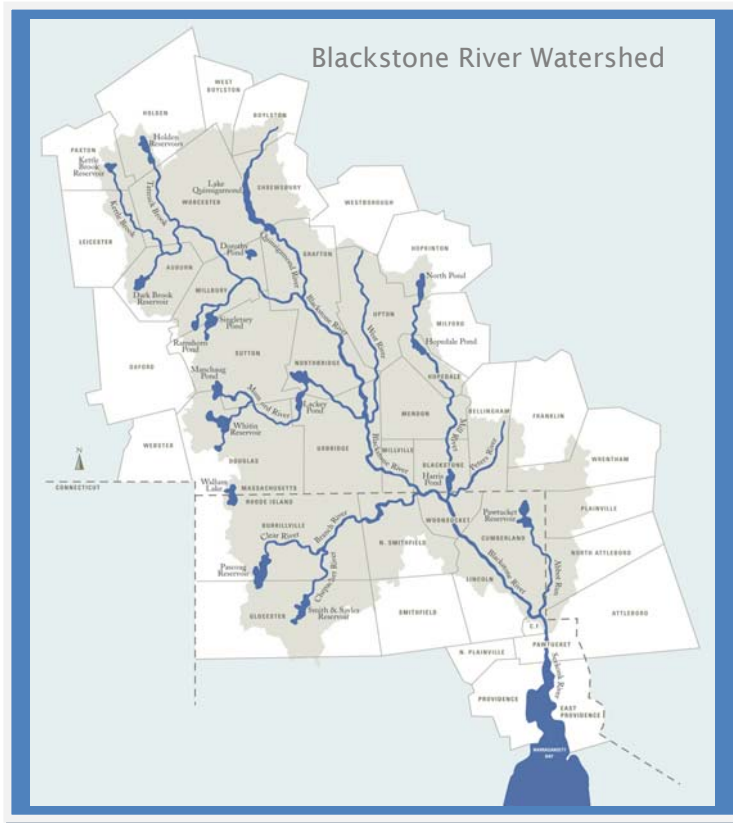 Blackstone River Watershed
WEST
BOYLSTON
HOLDEN
BOYLSTON
Holden
Reservoirs
PAXTON
Kettle
Brook
Reservoir
Tatnuck Brook
Lake
Quinsigamond
SHREWSBURY
WORCESTER
WESTBOROUGH
Kettle Brook
LEICESTER
Quinsigamond River
GRAFTON
HOPKINTON
Dorothy
Pond
AUBURN
North Pond
Dark Brook
Reservoir
MILLBURY
Blackstone River
UPTON
West River
MILFORD
Singletary
Pond
Ramshorn
Pond
Hopedale Pond
SUTTON
OXFORD
Manchaug
Pond
NORTHBRIDGE
HOPEDALE
Mumford River
Lackey
Pond
MENDON
BELLINGHAM
FRANKLIN
Whitin
Reservoir
Mill River
Peters River
WEBSTER
UXBRIDGE
MILLVILLE
WRENTHAM
N
DOUGLAS
Blackstone River
BLACKSTONE
Harris
Pond
CONNECTICUT
Wallum
Lake
MASSACHUSETTS
RHODE ISLAND
PLAINVILLE
BURRILLVILLE
Clear River
Branch River
WOONSOCKET
Pawtucket
Reservoir
CUMBERLAND
N. SMITHFIELD
NORTH ATTLEBORO
Pascoag
Reservoir
Chepachet River
Blackstone River
Abbot Run
LINCOLN
GLOCESTER
Smith & Sayles
Reservoir
SMITHFIELD
ATTLEBORO
C.F
PAWTUCKET
N. PLAINVILLE
Seekonk River
PROVIDENCE
EAST
PROVIDENCE
NARRAGANSETT
BAY